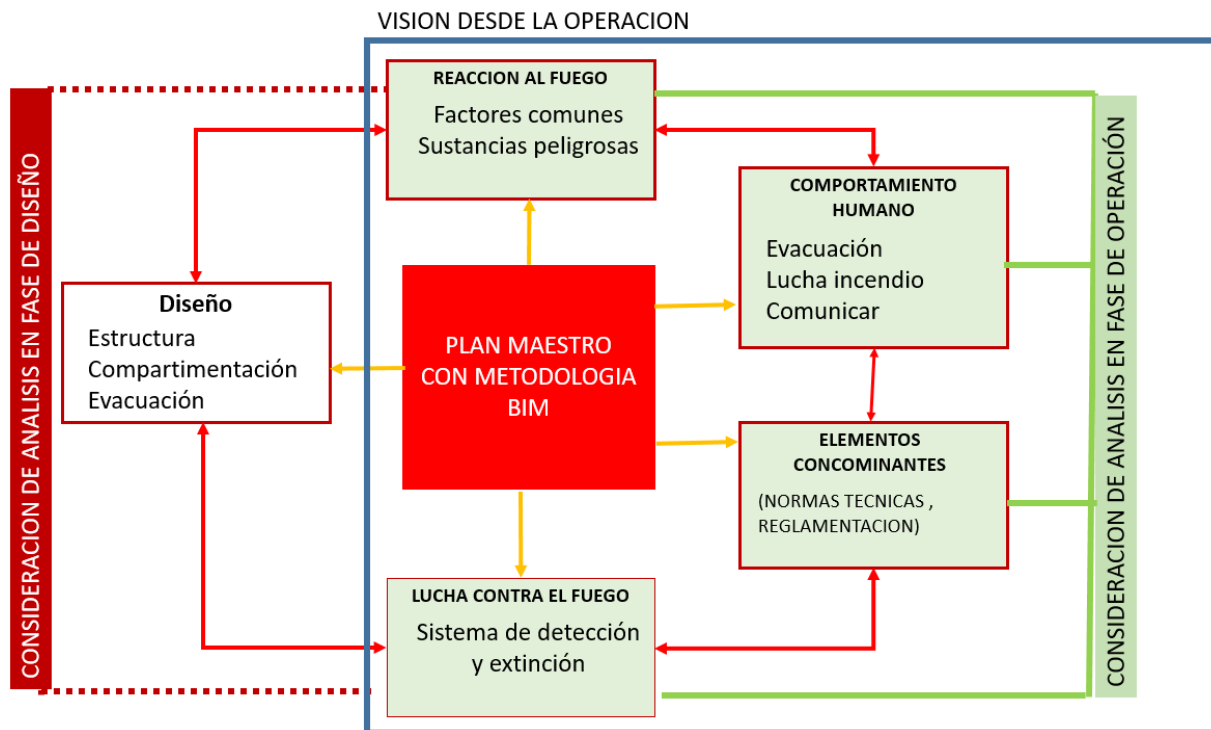 VISION DESDE LA OPERACION
CONSIDERACION DE ANALISIS EN FASE DE DISEÑO
REACCION AL FUEGO
Factores comunes
Sustancias peligrosas
COMPORTAMIENTO
HUMANO
Evacuación
Lucha incendio
Comunicar
Diseño
Estructura
Compartimentación
Evacuación
PLAN MAESTRO
CON METODOLOGIA
BIM
ELEMENTOS
CONCOMINANTES
(NORMAS TECNICAS ,
REGLAMENTACION)
LUCHA CONTRA EL FUEGO
Sistema de detección
y extinción
CONSIDERACION DE ANALISIS EN FASE DE OPERACIÓN